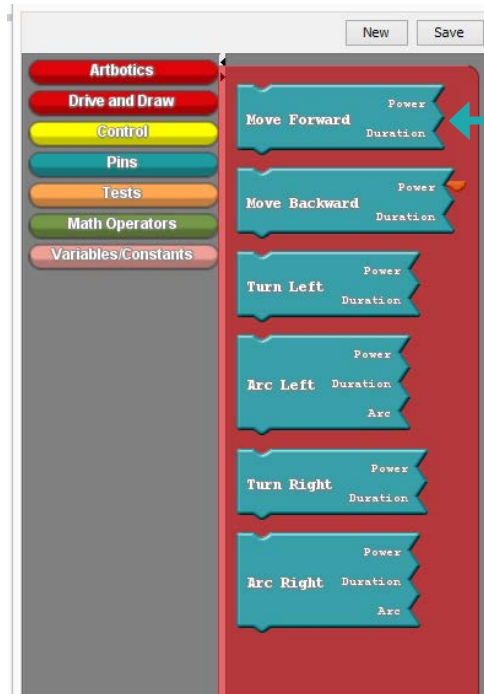 New Save
Artbotics
Drive and Draw
Control
Pins
Tests
Math Operators
Variables/Constants
Move Forward
Power
Duration
Move Backward
Power
Duration
Turn Left
Power
Duration
Arc Left
Power
Duration
Arc
Turn Right
Power
Duration
Arc Right
Power
Duration
Arc